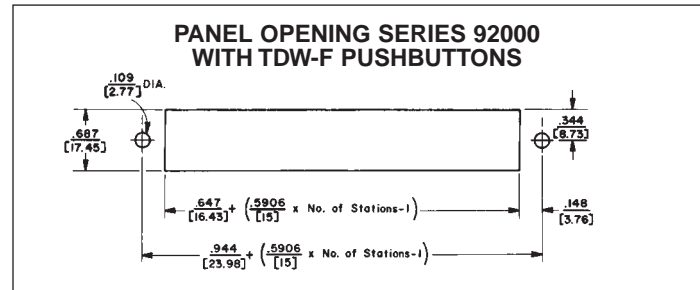 PANEL OPENING SERIES 92000
WITH TDW-F PUSHBUTTONS
.109
[2.77] DIA.
.687
[17.45]
.344
[8.73]
.647
[16.43] + (.5906
[15] x No. of Stations-1)
.148
[3.76]
.944
[23.98] + (.5906
[15] x No. of Stations-1)